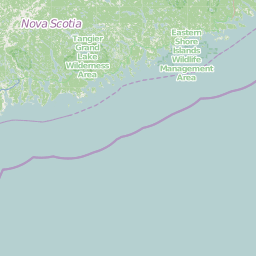 Nova Scotia
Tangier
Grand
Lake
Wilderness
Area
Eastern
Shore
Islands
Wildlife
Management
Area